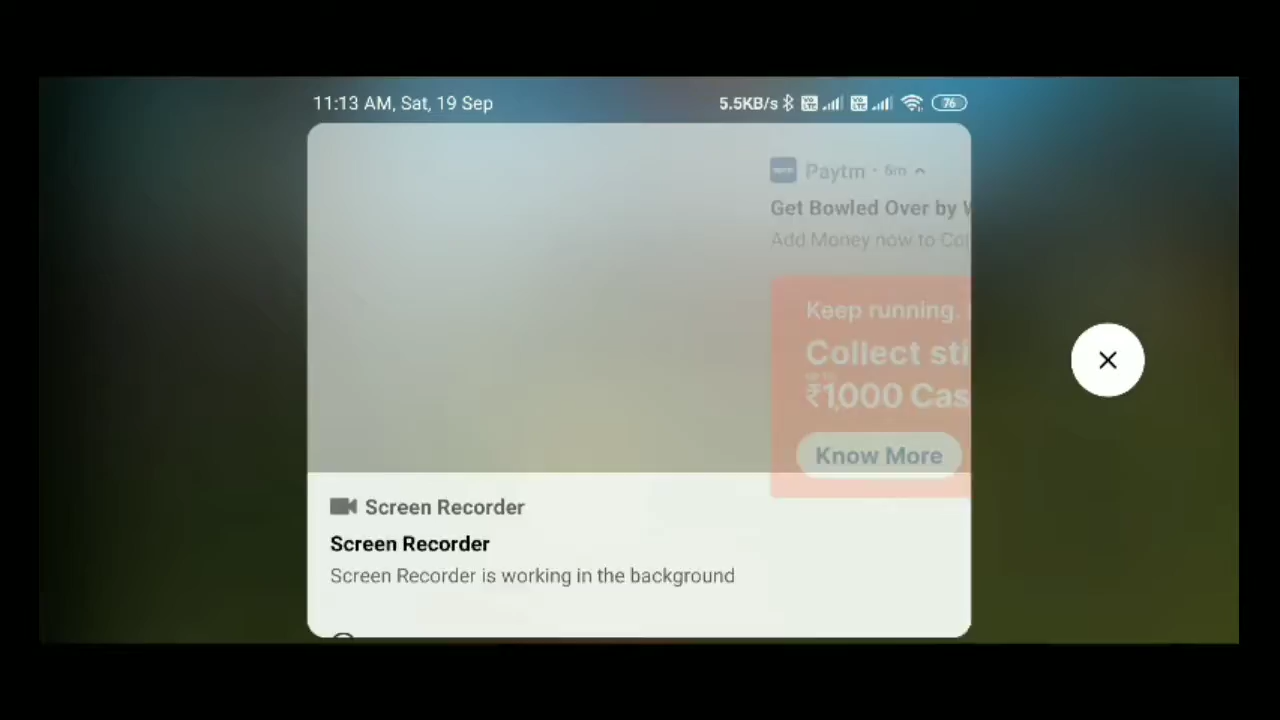 11:13 AM, Sat, 19 Sep
5.5KB/s
76
Paytm · 6m
Get Bowled Over by
Add Money now to
Keep running.
Collect
₹1,000
Know More
Screen Recorder
Screen Recorder
Screen Recorder is working in the background